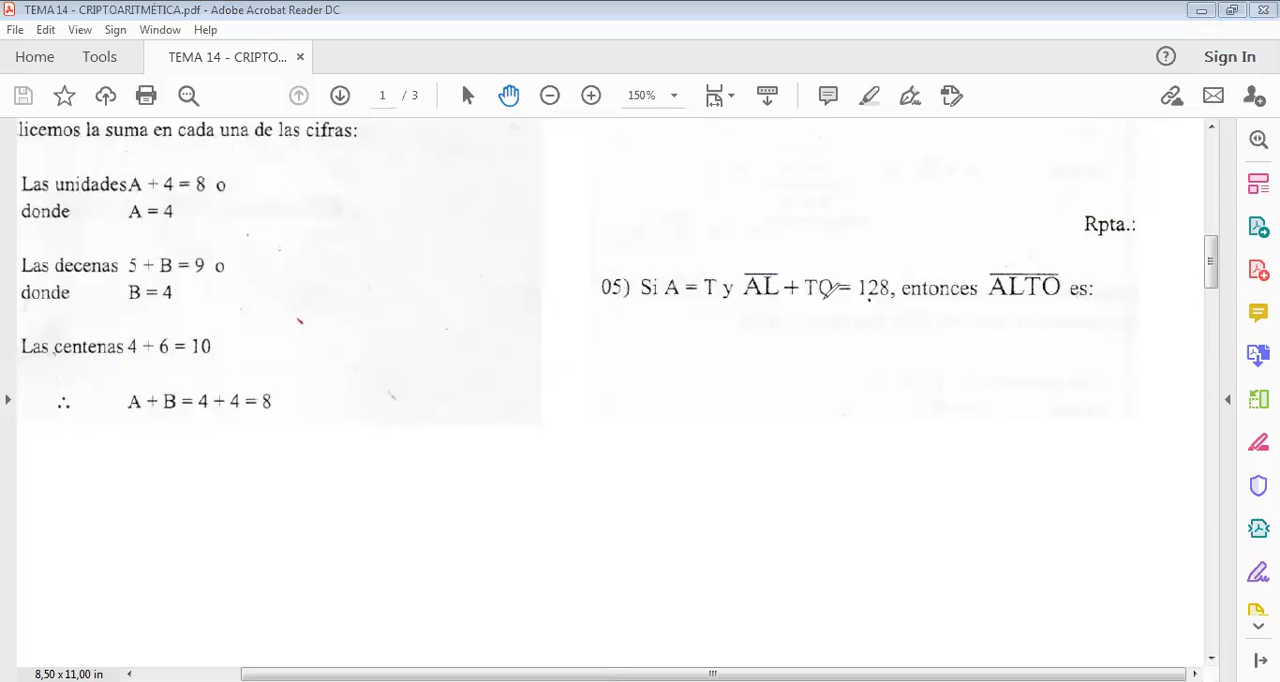 TEMA 14 - CRIPTOARITMÉTICA.pdf - Adobe Acrobat Reader DC
File Edit View Sign Window Help
Home Tools TEMA 14 - CRIPTO... × Sign In
1 / 3 150%
licemos la suma en cada una de las cifras:
Las unidades A + 4 = 8 o
donde A = 4
Las decenas 5 + B = 9 o
donde B = 4
Las centenas 4 + 6 = 10
∴ A + B = 4 + 4 = 8
Rpta.:
05) Si A = T y A̅L̅ + TO = 128, entonces A̅L̅T̅O̅ es:
8,50 x 11,00 in